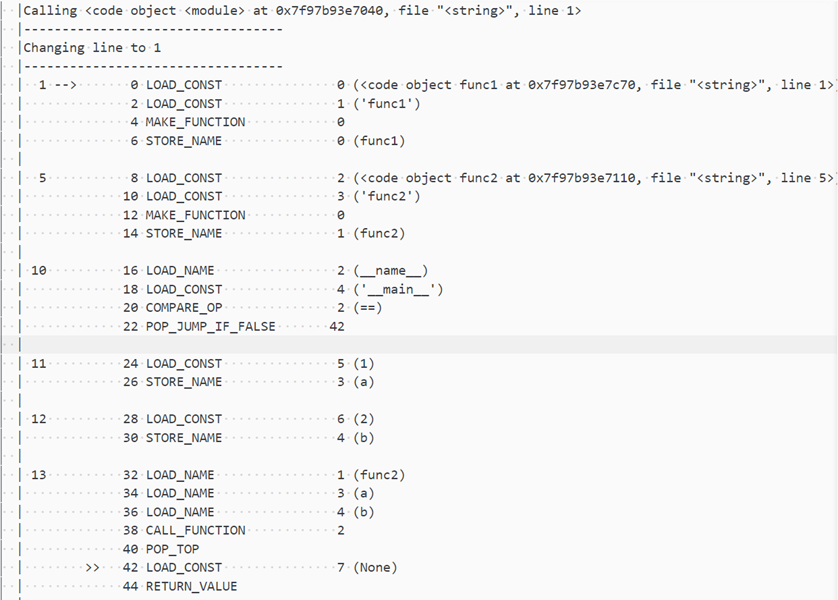 |Calling <code object <module> at 0x7f97b93e7040, file "<string>", line 1>
|-------------------------------
|Changing line to 1
|-------------------------------
| 1 --> 0 LOAD_CONST 0 (<code object func1 at 0x7f97b93e7c70, file "<string>", line 1>)
| 2 LOAD_CONST 1 ('func1')
| 4 MAKE_FUNCTION 0
| 6 STORE_NAME 0 (func1)
|
| 5 8 LOAD_CONST 2 (<code object func2 at 0x7f97b93e7110, file "<string>", line 5>)
| 10 LOAD_CONST 3 ('func2')
| 12 MAKE_FUNCTION 0
| 14 STORE_NAME 1 (func2)
|
| 10 16 LOAD_NAME 2 (__name__)
| 18 LOAD_CONST 4 ('__main__')
| 20 COMPARE_OP 2 (==)
| 22 POP_JUMP_IF_FALSE 42
|
| 11 24 LOAD_CONST 5 (1)
| 26 STORE_NAME 3 (a)
|
| 12 28 LOAD_CONST 6 (2)
| 30 STORE_NAME 4 (b)
|
| 13 32 LOAD_NAME 1 (func2)
| 34 LOAD_NAME 3 (a)
| 36 LOAD_NAME 4 (b)
| 38 CALL_FUNCTION 2
| 40 POP_TOP
| >> 42 LOAD_CONST 7 (None)
| 44 RETURN_VALUE